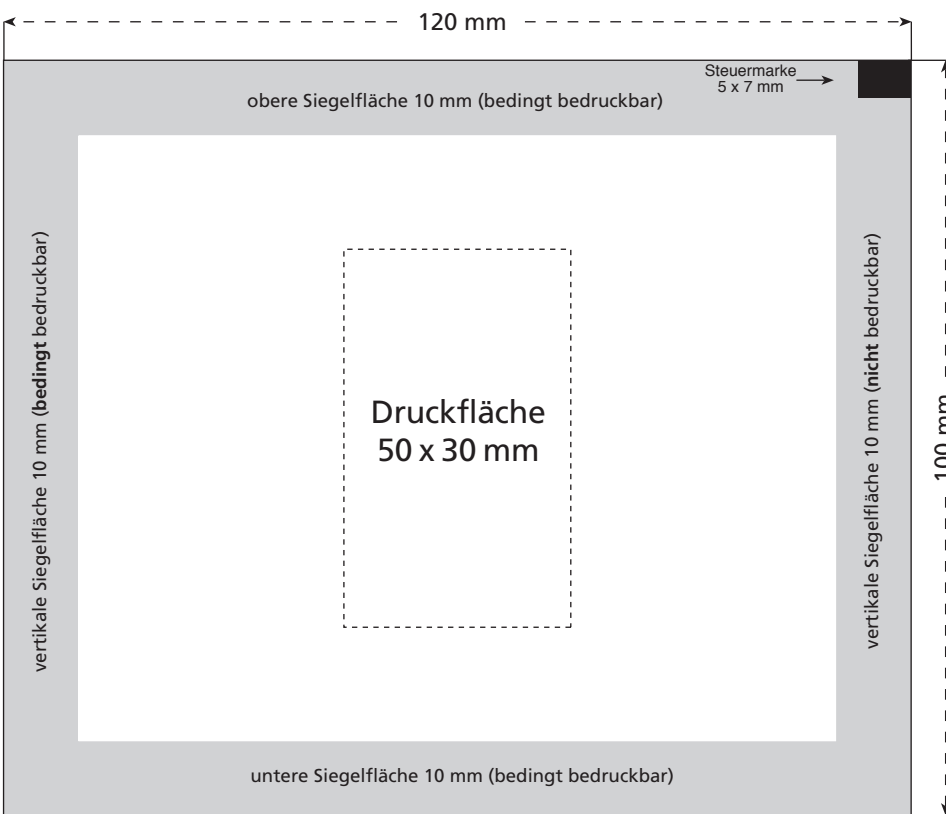 120 mm
Steuermarke
5 x 7 mm
obere Siegelfläche 10 mm (bedingt bedruckbar)
vertikale Siegelfläche 10 mm (bedingt bedruckbar)
Druckfläche
50 x 30 mm
vertikale Siegelfläche 10 mm (nicht bedruckbar)
100 mm
untere Siegelfläche 10 mm (bedingt bedruckbar)